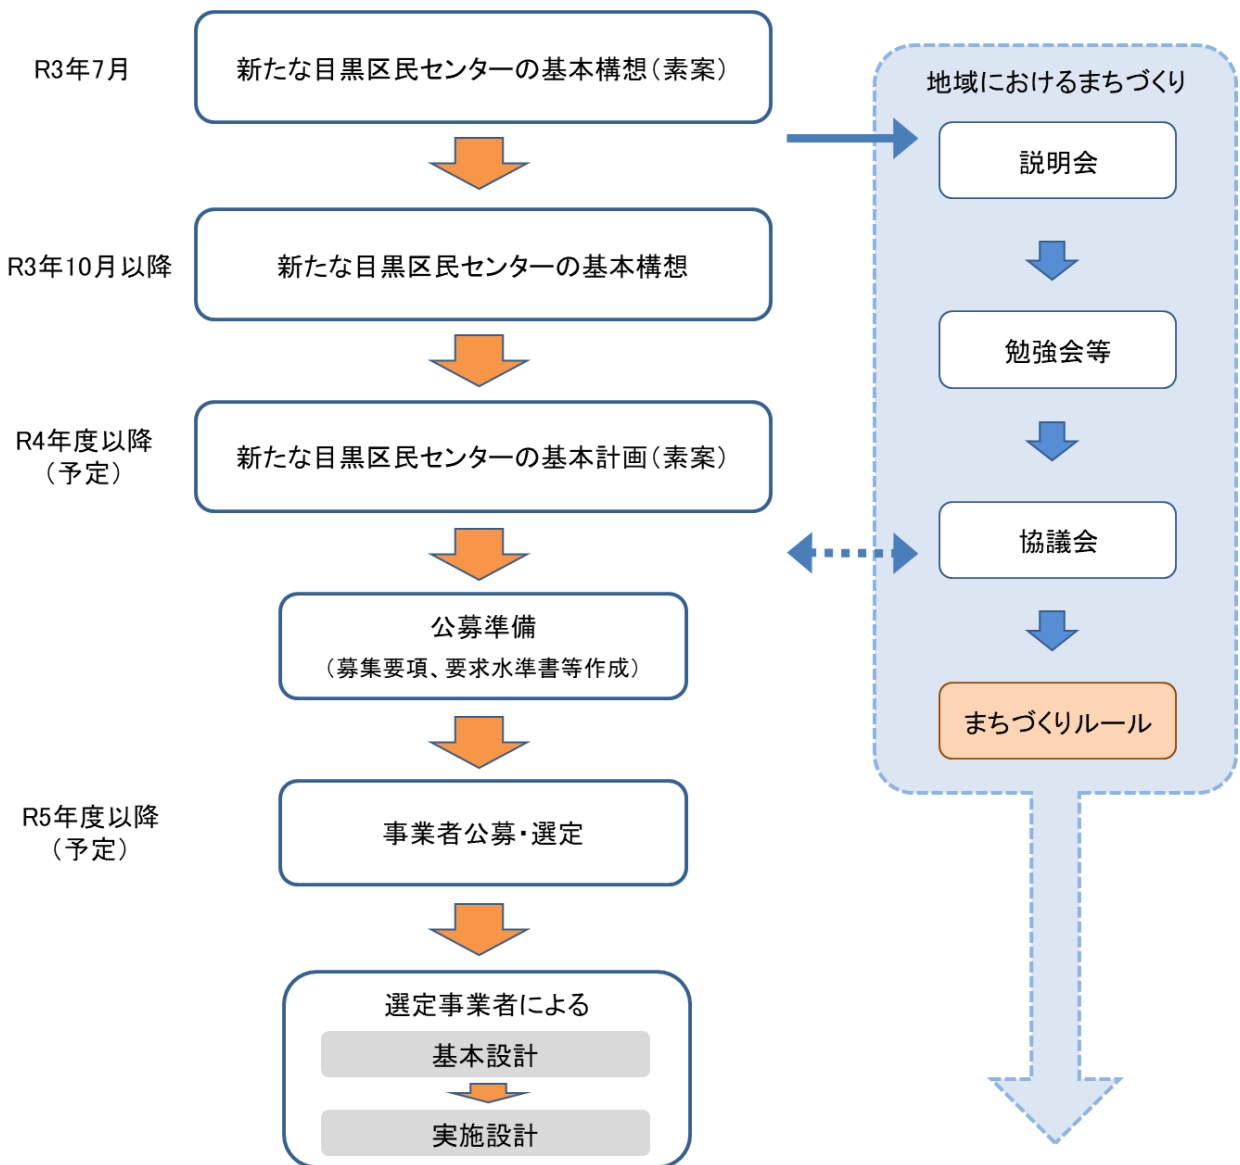 R3年7月
新たな目黒区民センターの基本構想（素案）
R3年10月以降
新たな目黒区民センターの基本構想
R4年度以降
（予定）
新たな目黒区民センターの基本計画（素案）
公募準備
（募集要項、要求水準書等作成）
R5年度以降
（予定）
事業者公募・選定
選定事業者による
基本設計
実施設計
地域におけるまちづくり
説明会
勉強会等
協議会
まちづくりルール